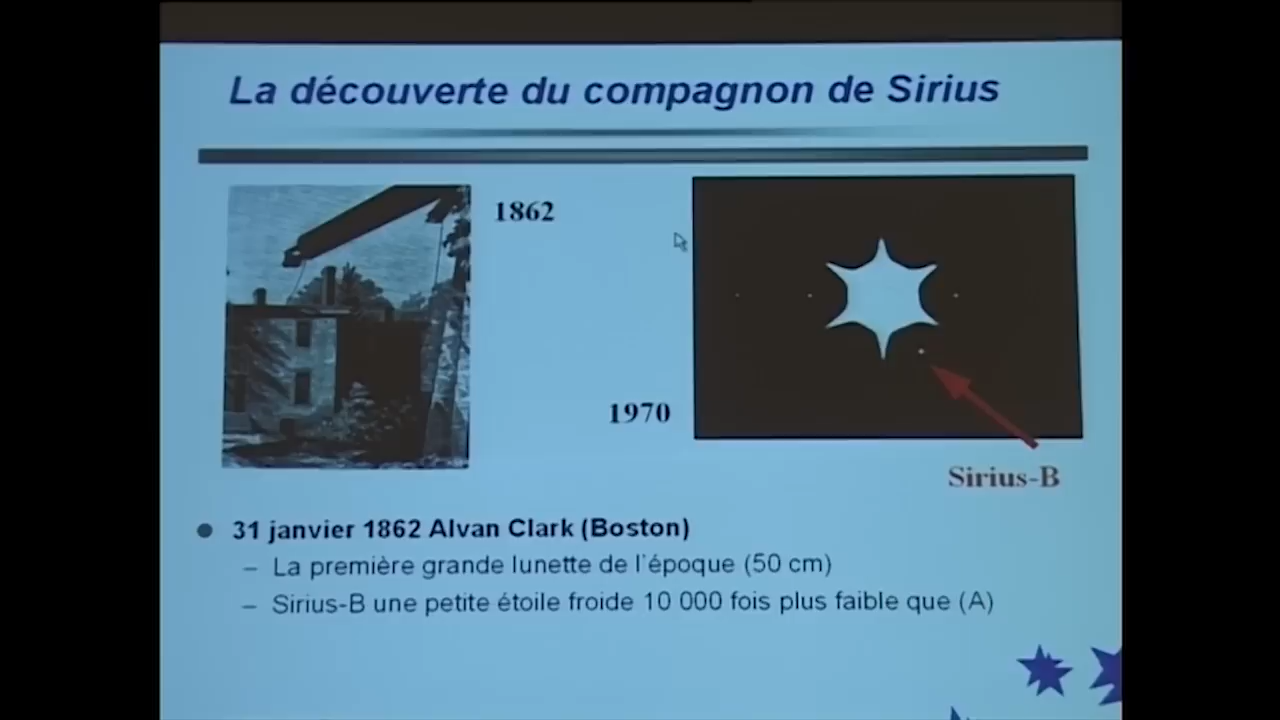 La découverte du compagnon de Sirius
1862
1970
Sirius-B
31 janvier 1862 Alvan Clark (Boston)
– La première grande lunette de l'époque (50 cm)
– Sirius-B une petite étoile froide 10 000 fois plus faible que (A)